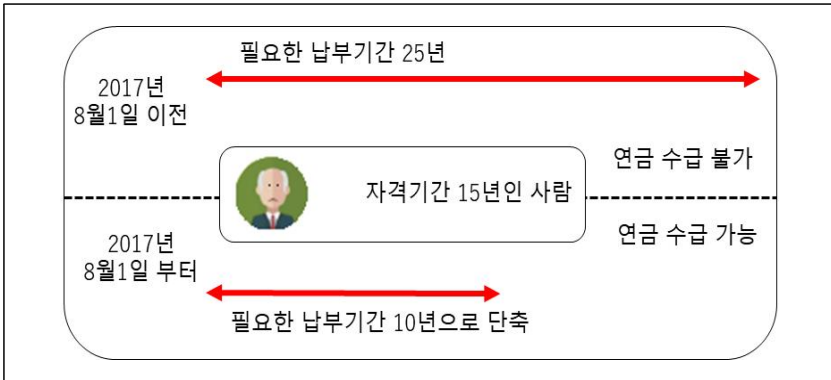 필요한 납부기간 25년
2017년
8월1일 이전
연금 수급 불가
자격기간 15년인 사람
연금 수급 가능
2017년
8월1일 부터
필요한 납부기간 10년으로 단축